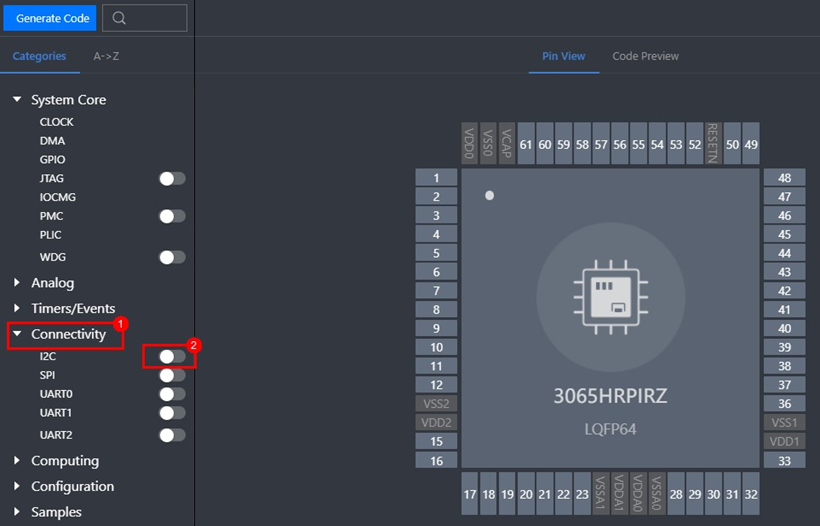 Generate Code
Categories A->Z
Pin View Code Preview
System Core
CLOCK
DMA
GPIO
JTAG
IOCMG
PMC
PLIC
WDG
Analog
Timers/Events
Connectivity 1
I2C 2
SPI
UART0
UART1
UART2
Computing
Configuration
Samples
VDD0 VSS0 VCAP 61 60 59 58 57 56 55 54 53 52 RESETN 50 49
1 48
2 47
3 46
4 45
5 44
6 43
7 42
8 41
9 40
10 39
11 38
12 37
VSS2 36
VDD2 VSS1
15 VDD1
16 33
3065HRPIRZ
LQFP64
17 18 19 20 21 22 23 VSSA1 VDDA1 VDDA0 VSSA0 28 29 30 31 32